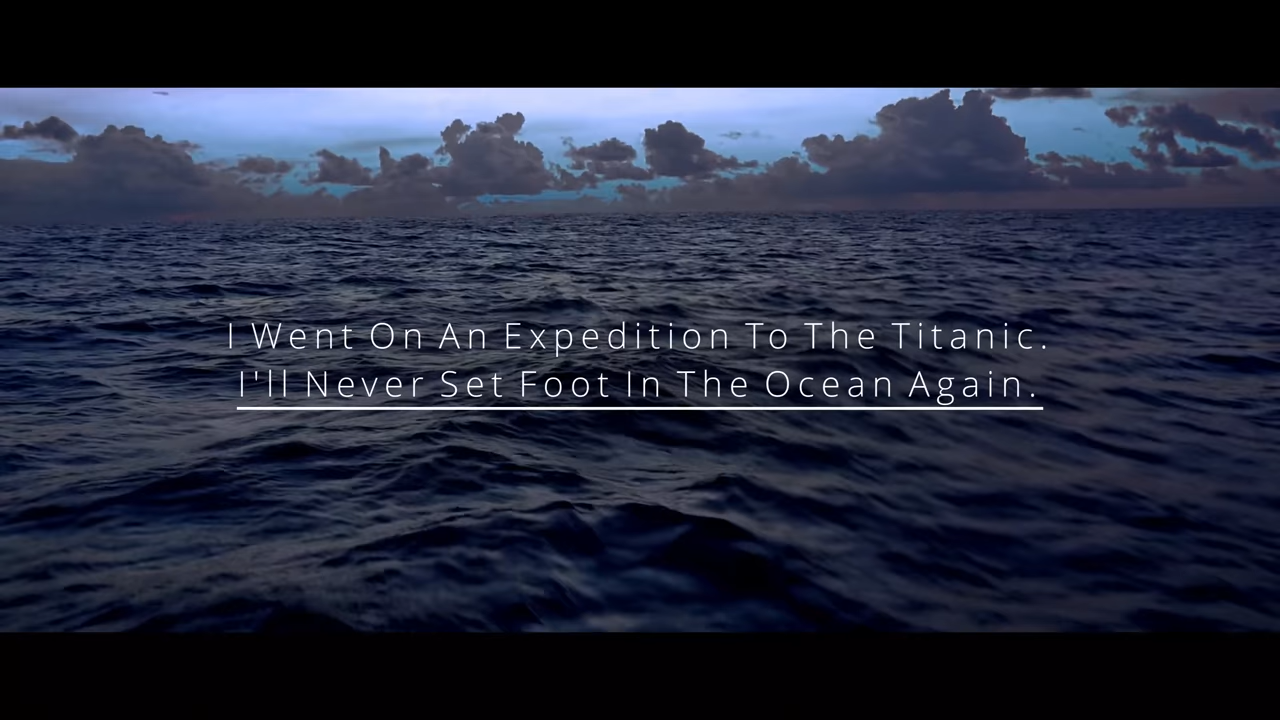 I Went On An Expedition To The Titanic.
I'll Never Set Foot In The Ocean Again.